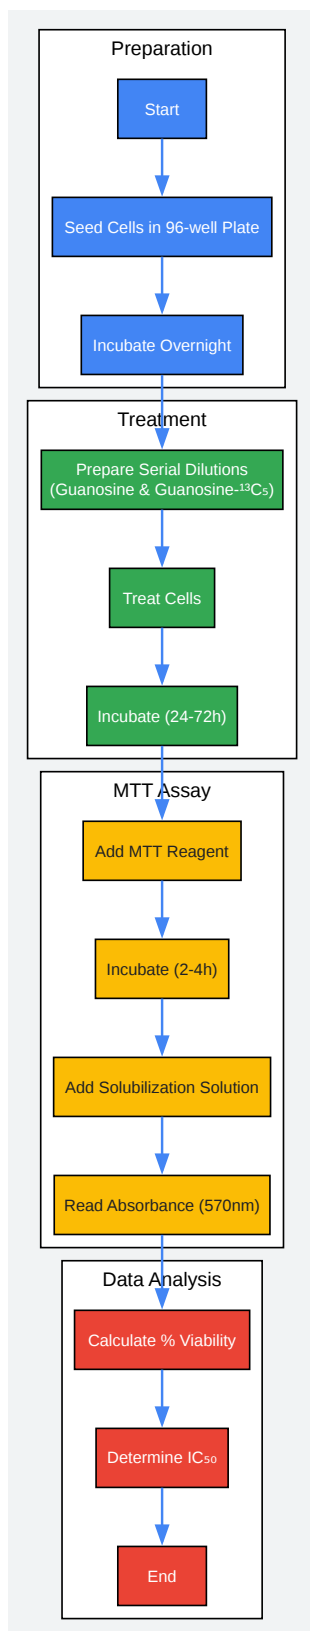 Preparation
Start
Seed Cells in 96-well Plate
Incubate Overnight
Treatment
Prepare Serial Dilutions
(Guanosine & Guanosine-¹³C₅)
Treat Cells
Incubate (24-72h)
MTT Assay
Add MTT Reagent
Incubate (2-4h)
Add Solubilization Solution
Read Absorbance (570nm)
Data Analysis
Calculate % Viability
Determine IC₅₀
End